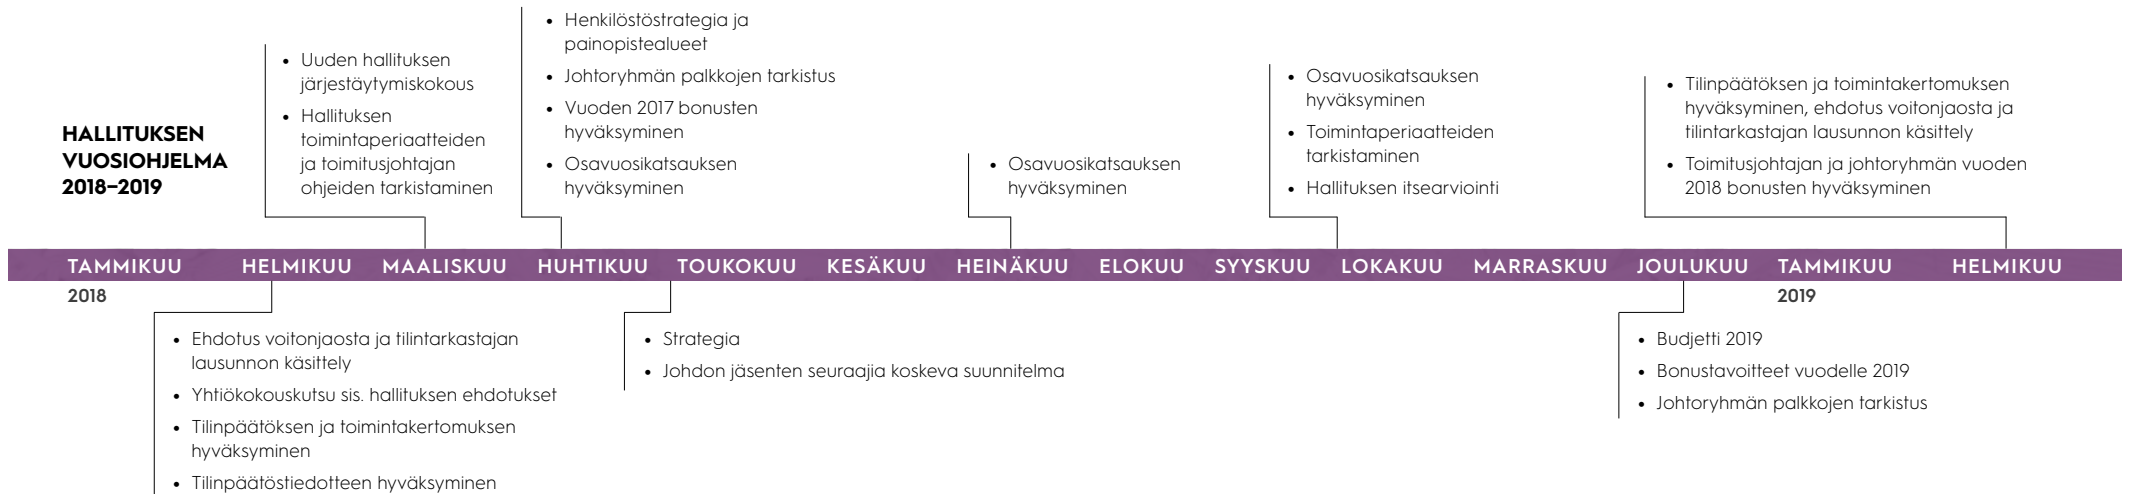 HALLITUKSEN
VUOSIOHJELMA
2018–2019
• Uuden hallituksen
järjestäytymiskokous
• Hallituksen
toimintaperiaatteiden
ja toimitusjohtajan
ohjeiden tarkistaminen
• Henkilöstöstrategia ja
painopistealueet
• Johtoryhmän palkkojen tarkistus
• Vuoden 2017 bonusten
hyväksyminen
• Osavuosikatsauksen
hyväksyminen
• Osavuosikatsauksen
hyväksyminen
• Osavuosikatsauksen
hyväksyminen
• Toimintaperiaatteiden
tarkistaminen
• Hallituksen itsearviointi
• Tilinpäätöksen ja toimintakertomuksen
hyväksyminen, ehdotus voitonjaosta ja
tilintarkastajan lausunnon käsittely
• Toimitusjohtajan ja johtoryhmän vuoden
2018 bonusten hyväksyminen
TAMMIKUU HELMIKUU MAALISKUU HUHTIKUU TOUKOKUU KESÄKUU HEINÄKUU ELOKUU SYYSKUU LOKAKUU MARRASKUU JOULUKUU TAMMIKUU HELMIKUU
2018 2019
• Ehdotus voitonjaosta ja tilintarkastajan
lausunnon käsittely
• Yhtiökokouskutsu sis. hallituksen ehdotukset
• Tilinpäätöksen ja toimintakertomuksen
hyväksyminen
• Tilinpäätöstiedotteen hyväksyminen
• Strategia
• Johdon jäsenten seuraajia koskeva suunnitelma
• Budjetti 2019
• Bonustavoitteet vuodelle 2019
• Johtoryhmän palkkojen tarkistus